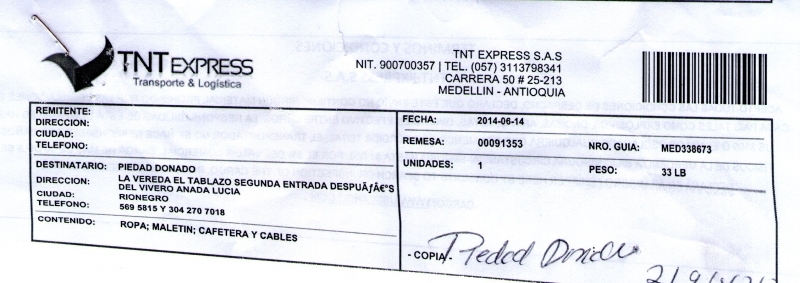 TNT EXPRESS
Transporte & Logística
TNT EXPRESS S.A.S
NIT. 900700357 | TEL. (057) 3113798341
CARRERA 50 # 25-213
MEDELLIN - ANTIOQUIA
REMITENTE:
DIRECCION:
CIUDAD:
TELEFONO:
DESTINATARIO: PIEDAD DONADO
DIRECCION: LA VEREDA EL TABLAZO SEGUNDA ENTRADA DESPUÃƒÂ€°S
DEL VIVERO ANADA LUCIA
CIUDAD: RIONEGRO
TELEFONO: 569 5815 Y 304 270 7018
CONTENIDO: ROPA; MALETIN; CAFETERA Y CABLES
FECHA: 2014-06-14
REMESA: 00091353 NRO. GUIA: MED338673
UNIDADES: 1 PESO: 33 LB
- COPIA -
Piedad Donado